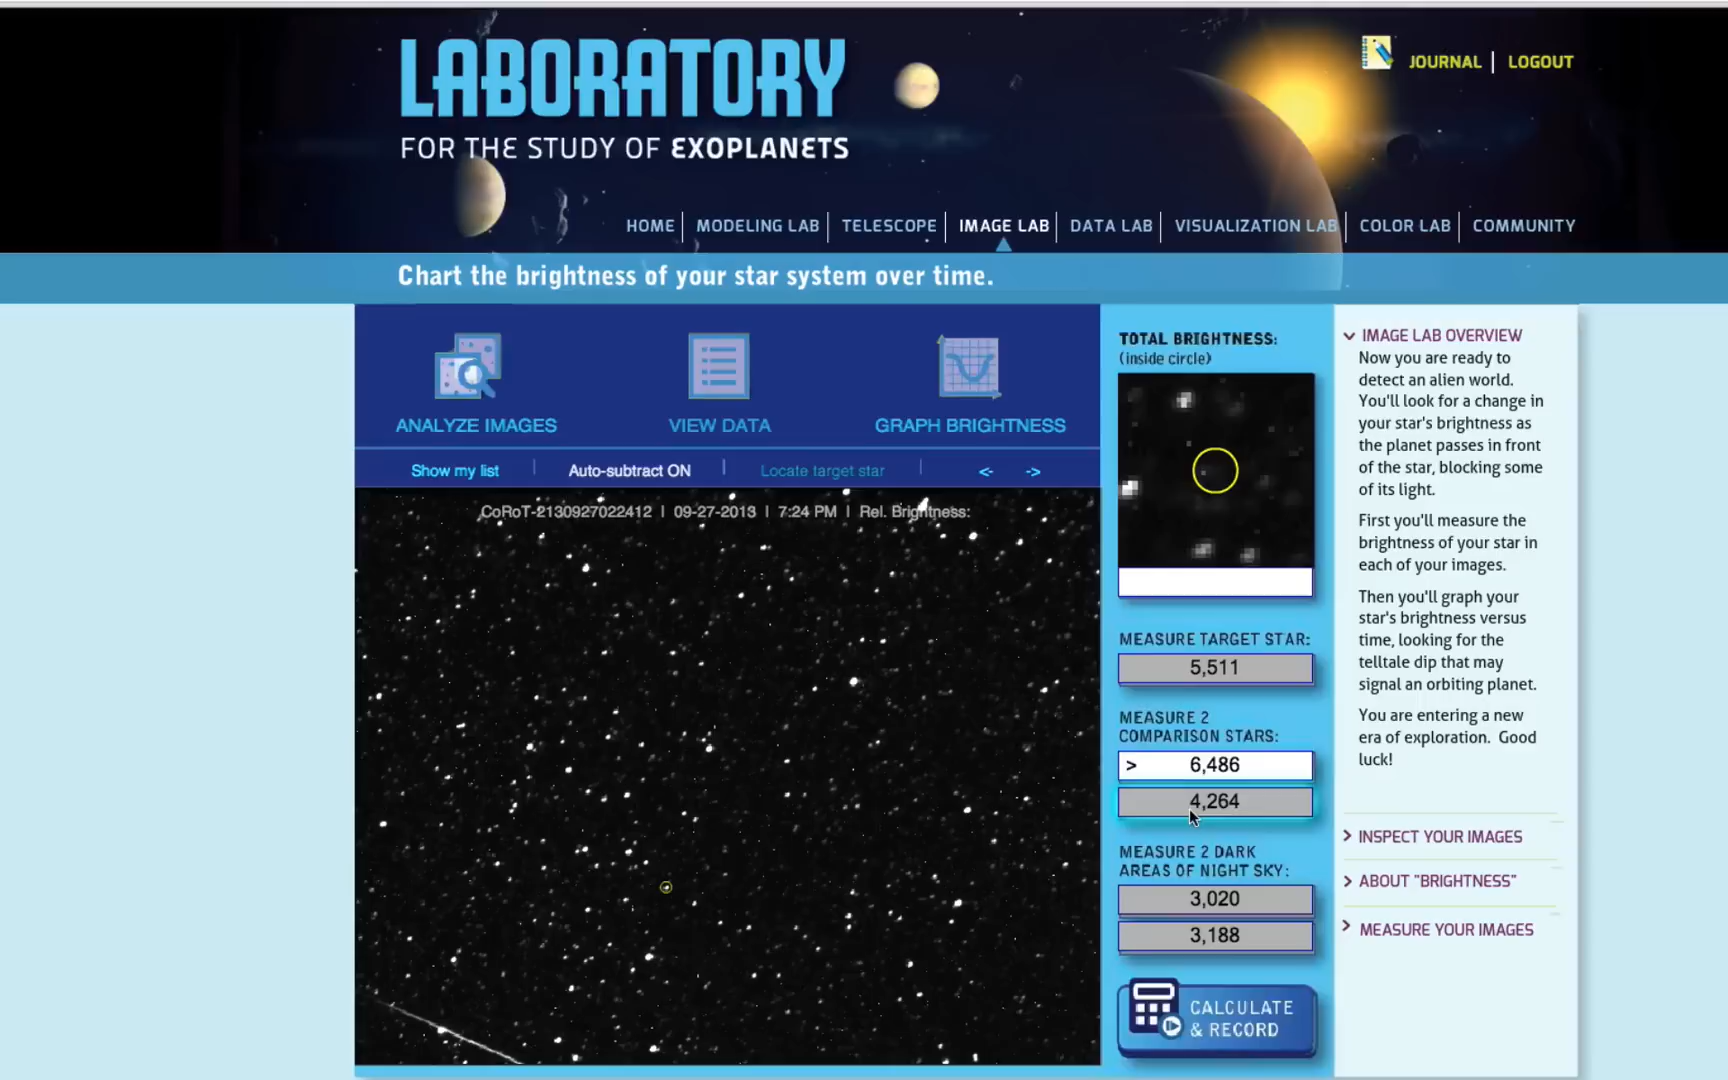 LABORATORY
FOR THE STUDY OF EXOPLANETS
JOURNAL | LOGOUT
HOME | MODELING LAB | TELESCOPE | IMAGE LAB | DATA LAB | VISUALIZATION LAB | COLOR LAB | COMMUNITY
Chart the brightness of your star system over time.
ANALYZE IMAGES
VIEW DATA
GRAPH BRIGHTNESS
Show my list | Auto-subtract ON | Locate target star | <- ->
CoRoT-2130927022412 | 09-27-2013 | 7:24 PM | Rel. Brightness:
TOTAL BRIGHTNESS:
(inside circle)
MEASURE TARGET STAR:
5,511
MEASURE 2
COMPARISON STARS:
> 6,486
4,264
MEASURE 2 DARK
AREAS OF NIGHT SKY:
3,020
3,188
CALCULATE
& RECORD
IMAGE LAB OVERVIEW
Now you are ready to
detect an alien world.
You'll look for a change in
your star's brightness as
the planet passes in front
of the star, blocking some
of its light.
First you'll measure the
brightness of your star in
each of your images.
Then you'll graph your
star's brightness versus
time, looking for the
telltale dip that may
signal an orbiting planet.
You are entering a new
era of exploration. Good
luck!
> INSPECT YOUR IMAGES
> ABOUT "BRIGHTNESS"
> MEASURE YOUR IMAGES